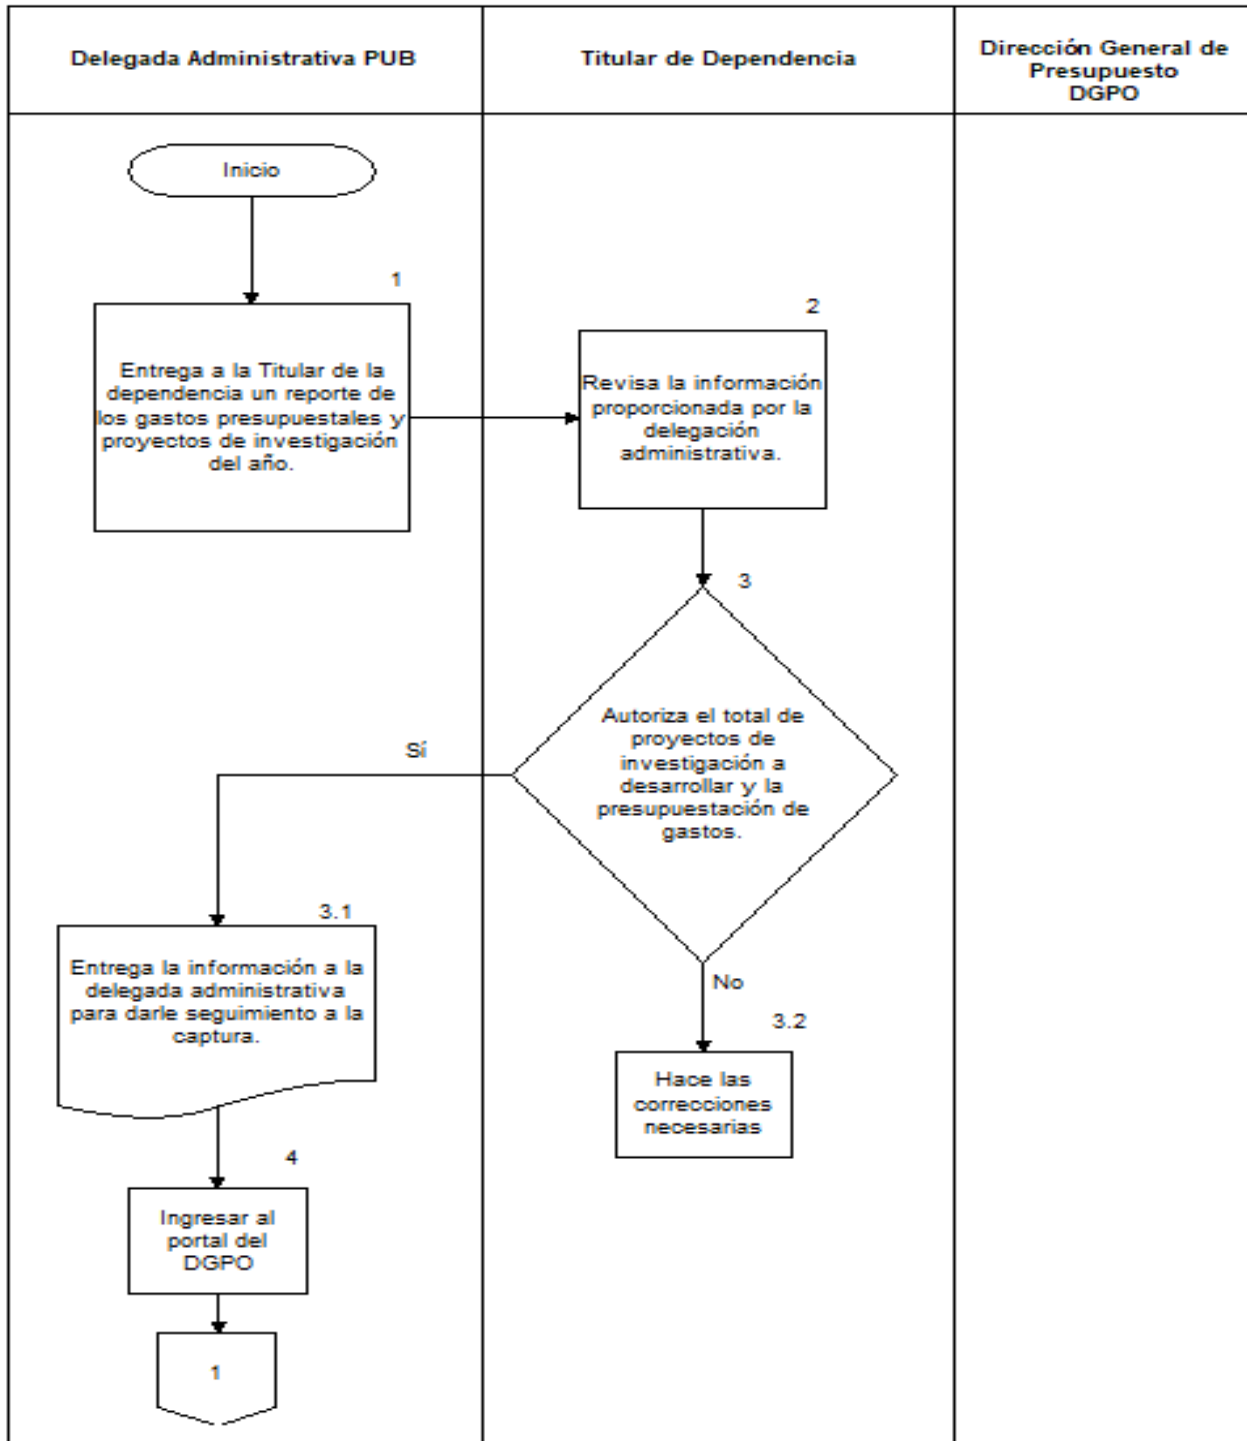 Delegada Administrativa PUB
Titular de Dependencia
Dirección General de
Presupuesto
DGPO
Inicio
1
Entrega a la Titular de la
dependencia un reporte de
los gastos presupuestales y
proyectos de investigación
del año.
2
Revisa la información
proporcionada por la
delegación
administrativa.
3
Autoriza el total de
proyectos de
investigación a
desarrollar y la
presupuestación de
gastos.
Sí
3.1
Entrega la información a la
delegada administrativa
para darle seguimiento a la
captura.
No
3.2
Hace las
correcciones
necesarias
4
Ingresar al
portal del
DGPO
1